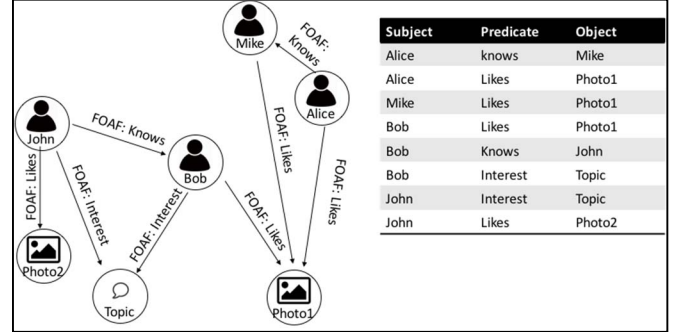 Mike
FOAF:
Knows
Alice
John
FOAF: Knows
Bob
FOAF: Likes
FOAF: Interest
FOAF: Interest
FOAF: Likes
FOAF: Likes
FOAF: Likes
Photo2
Topic
Photo1
Subject Predicate Object
Alice knows Mike
Alice Likes Photo1
Mike Likes Photo1
Bob Likes Photo1
Bob Knows John
Bob Interest Topic
John Interest Topic
John Likes Photo2